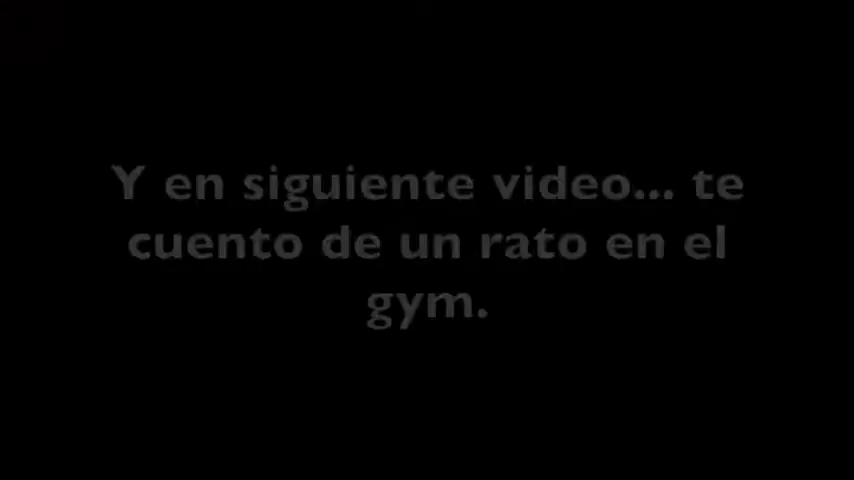 Y en siguiente video... te
cuento de un rato en el
gym.